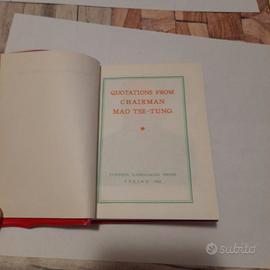 QUOTATIONS FROM
CHAIRMAN
MAO TSE-TUNG
FOREIGN LANGUAGES PRESS
PEKING
subito